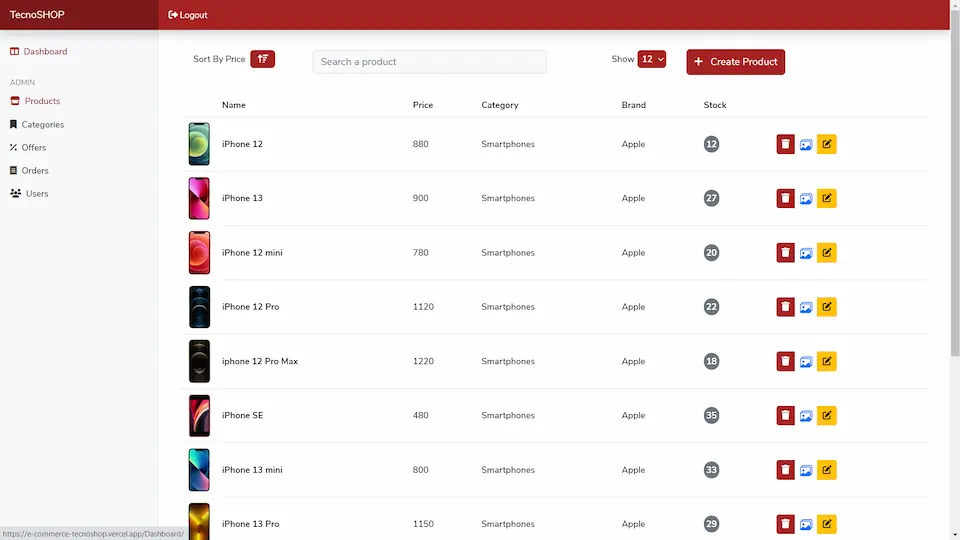 TecnoSHOP
Logout
Dashboard
ADMIN
Products
Categories
Offers
Orders
Users
Sort By Price
Search a product
Show 12
+ Create Product
Name Price Category Brand Stock
iPhone 12 880 Smartphones Apple 12
iPhone 13 900 Smartphones Apple 27
iPhone 12 mini 780 Smartphones Apple 20
iPhone 12 Pro 1120 Smartphones Apple 22
iphone 12 Pro Max 1220 Smartphones Apple 18
iPhone SE 480 Smartphones Apple 35
iPhone 13 mini 800 Smartphones Apple 33
iPhone 13 Pro 1150 Smartphones Apple 29
https://e-commerce-tecnoshop.vercel.app/Dashboard/